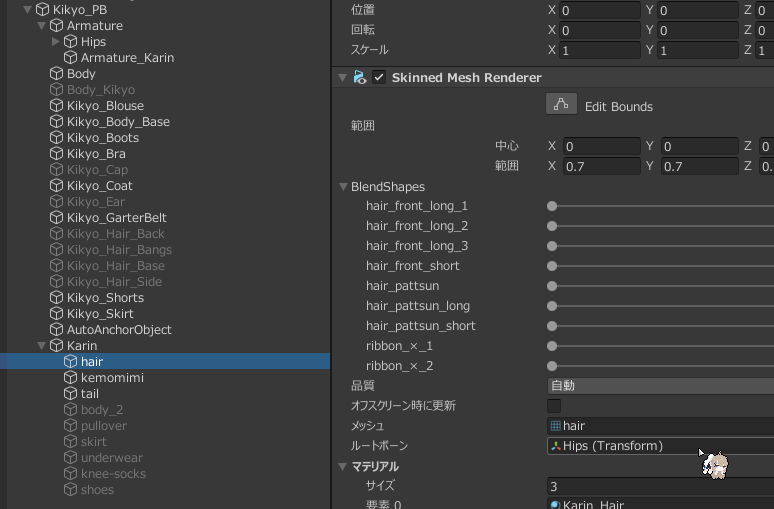 Kikyo_PB
Armature
Hips
Armature_Karin
Body
Body_Kikyo
Kikyo_Blouse
Kikyo_Body_Base
Kikyo_Boots
Kikyo_Bra
Kikyo_Cap
Kikyo_Coat
Kikyo_Ear
Kikyo_GarterBelt
Kikyo_Hair_Back
Kikyo_Hair_Bangs
Kikyo_Hair_Base
Kikyo_Hair_Side
Kikyo_Shorts
Kikyo_Skirt
AutoAnchorObject
Karin
hair
kemomimi
tail
body_2
pullover
skirt
underwear
knee-socks
shoes
位置 X 0 Y 0 Z 0
回転 X 0 Y 0 Z 0
スケール X 1 Y 1 Z 1
Skinned Mesh Renderer
Edit Bounds
範囲
中心 X 0 Y 0 Z 0
範囲 X 0.7 Y 0.7 Z 0.
BlendShapes
hair_front_long_1
hair_front_long_2
hair_front_long_3
hair_front_short
hair_pattsun
hair_pattsun_long
hair_pattsun_short
ribbon_×_1
ribbon_×_2
品質 自動
オフスクリーン時に更新
メッシュ hair
ルートボーン Hips (Transform)
マテリアル
サイズ 3
要素 0 Karin_Hair